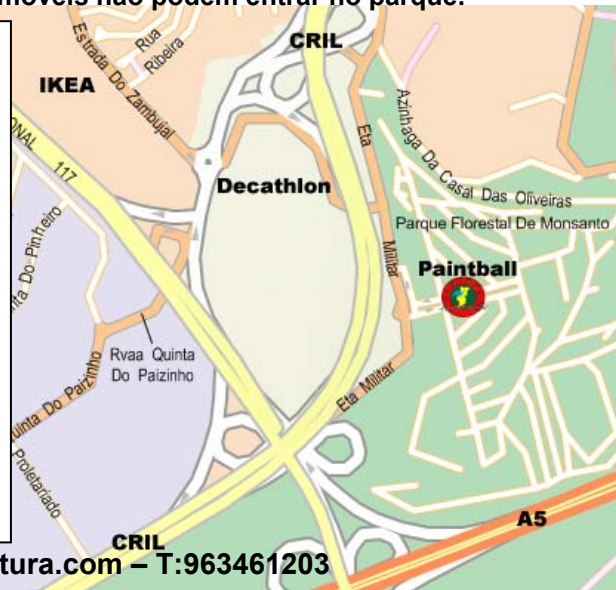 móveis não podem entrar no parque.
CRIL
Rua
Ribeira
Estrada Do Zambujal
IKEA
Eta
Azinhaga Da Casal Das Oliveiras
117
Decathlon
Parque Florestal De Monsanto
Militar
Paintball
Do Pinheiro
Rvaa Quinta
Do Paizinho
Do Paizinho
Eta Militar
Proletariado
A5
CRIL
tura.com – T:963461203